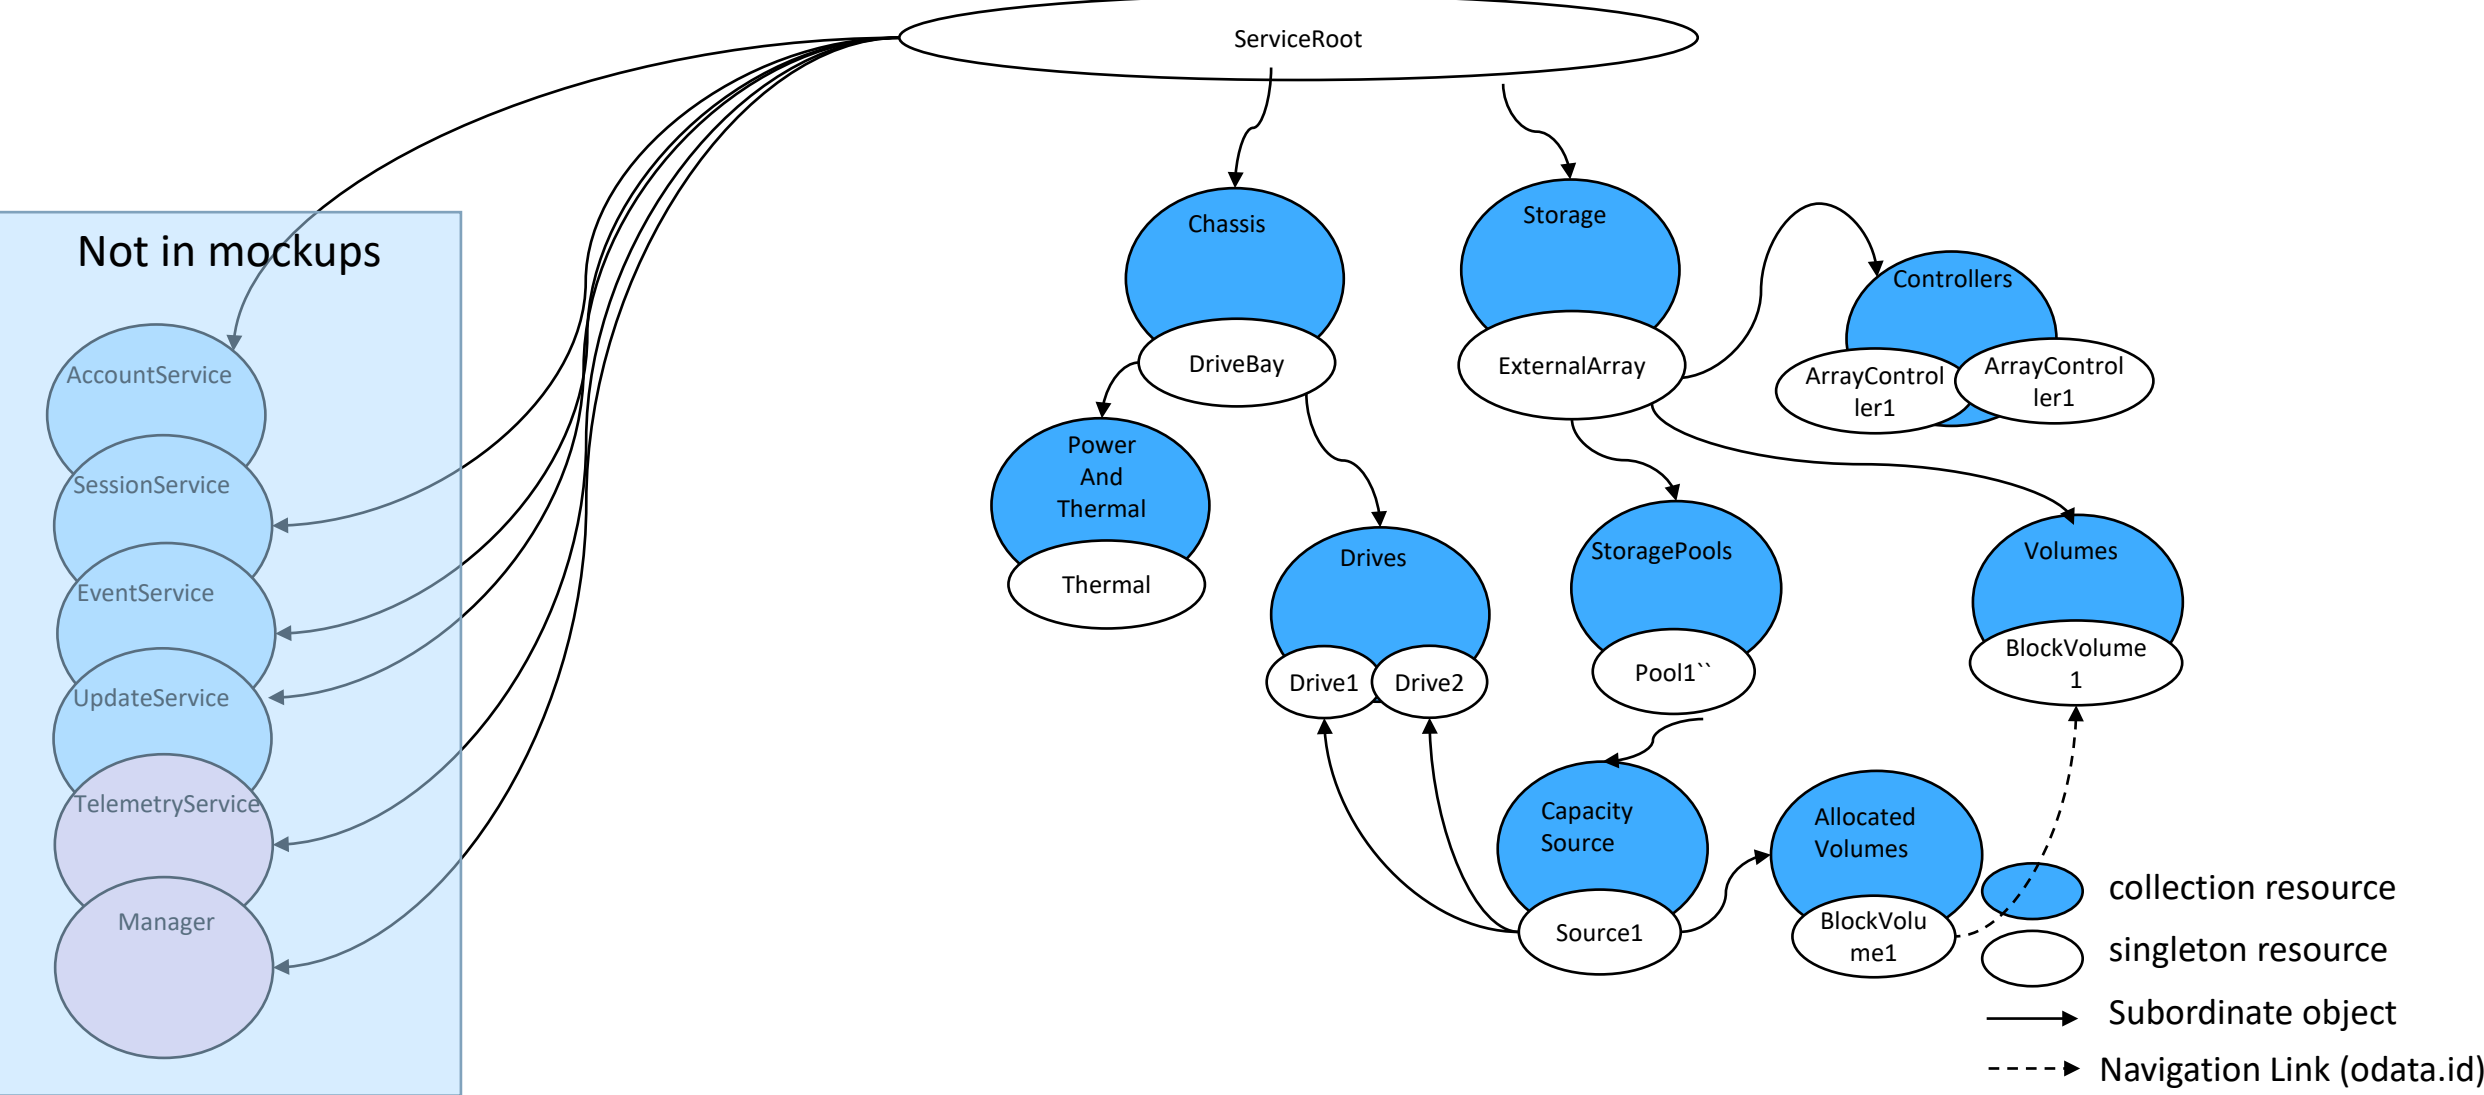 ServiceRoot
Not in mockups
AccountService
SessionService
EventService
UpdateService
TelemetryService
Manager
Chassis
DriveBay
Power
And
Thermal
Thermal
Drives
Drive1
Drive2
Storage
ExternalArray
Controllers
ArrayControl
ler1
ArrayControl
ler1
StoragePools
Pool1``
Volumes
BlockVolume
1
Capacity
Source
Source1
Allocated
Volumes
BlockVolu
me1
collection resource
singleton resource
Subordinate object
Navigation Link (odata.id)